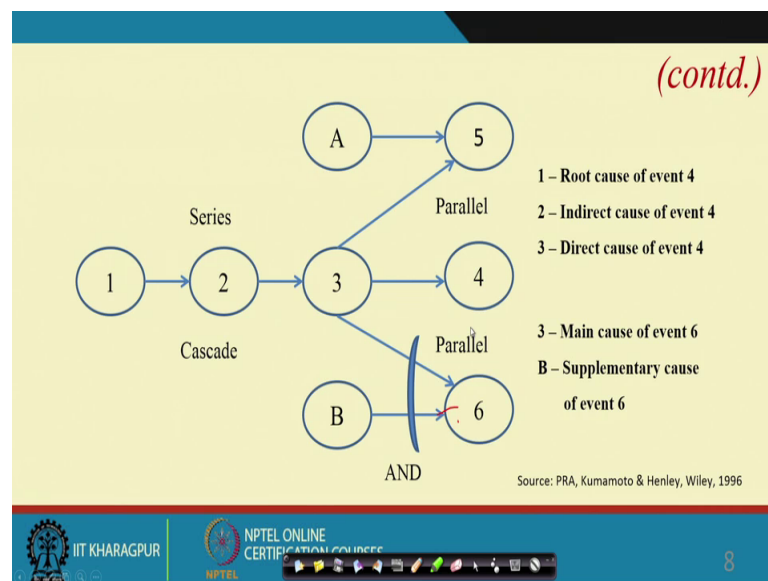 (contd.)
A
5
1 – Root cause of event 4
Series
Parallel
2 – Indirect cause of event 4
3 – Direct cause of event 4
1
2
3
4
Cascade
Parallel
3 – Main cause of event 6
B – Supplementary cause
of event 6
B
6
AND
Source: PRA, Kumamoto & Henley, Wiley, 1996
IIT KHARAGPUR
NPTEL ONLINE
CERTIFICATION COURSES
NPTEL
8